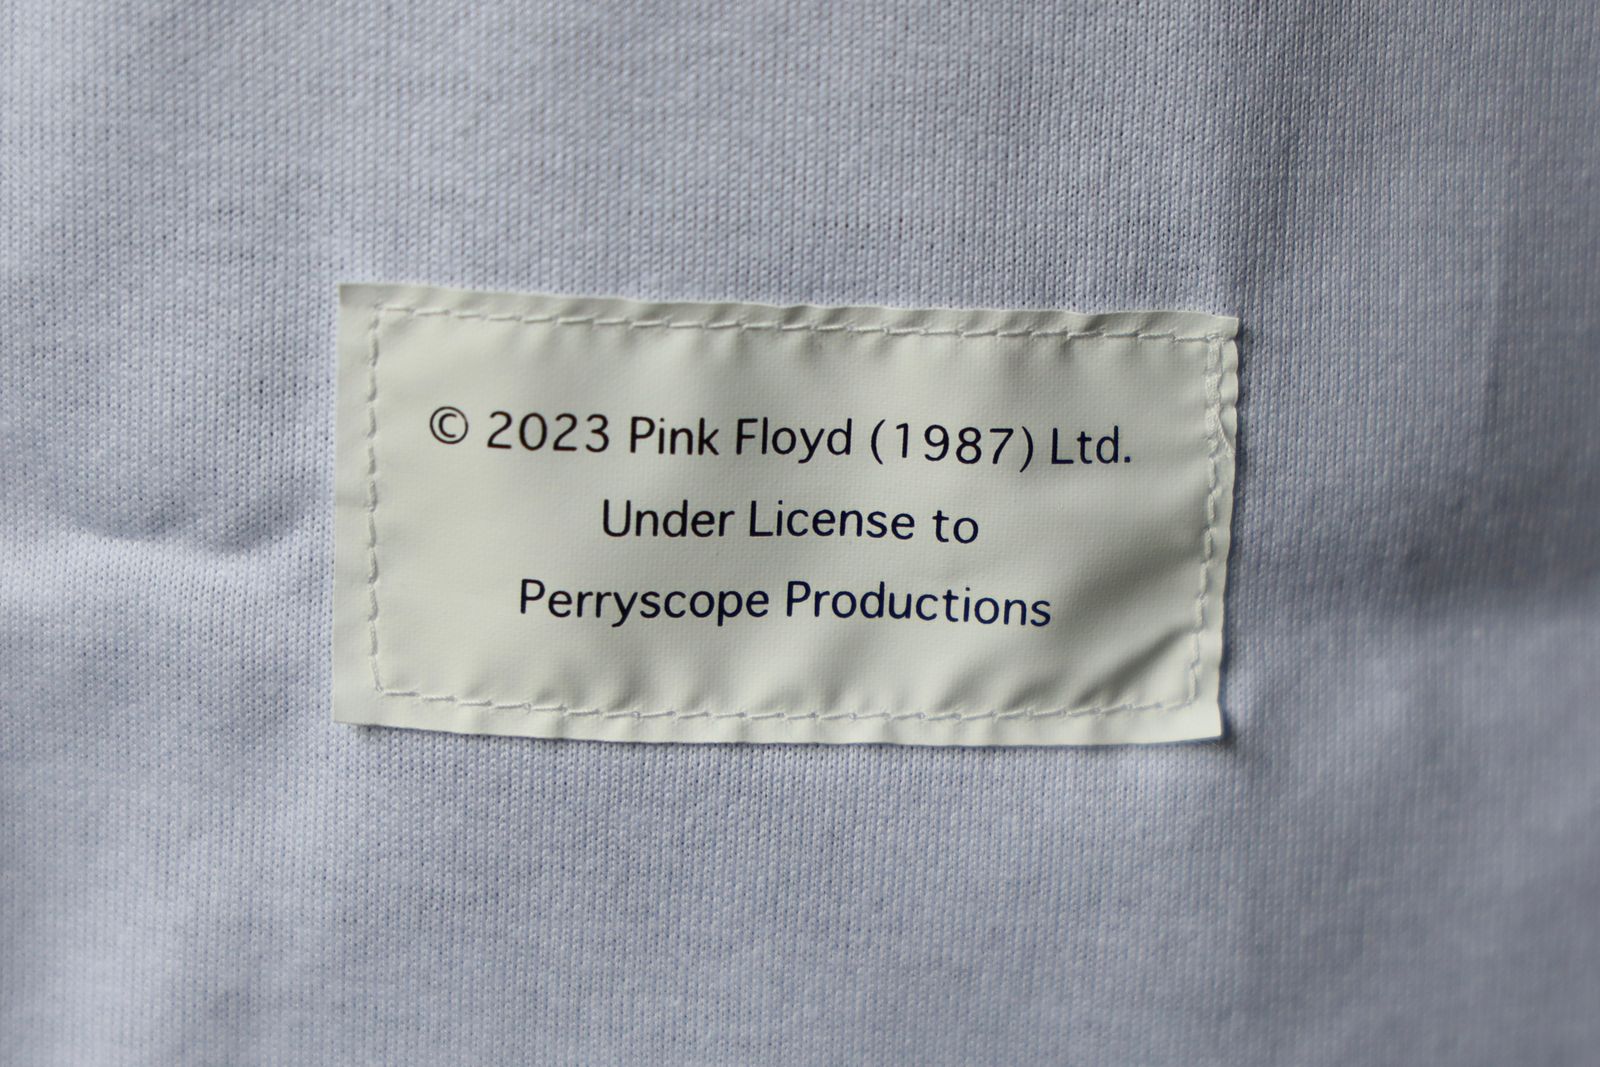 © 2023 Pink Floyd (1987) Ltd.
Under License to
Perryscope Productions